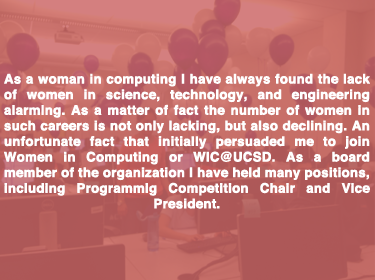 As a woman in computing I have always found the lack
of women in science, technology, and engineering
alarming. As a matter of fact the number of women in
such careers is not only lacking, but also declining. An
unfortunate fact that initially persuaded me to join
Women in Computing or WIC@UCSD. As a board
member of the organization I have held many positions,
including Programmig Competition Chair and Vice
President.